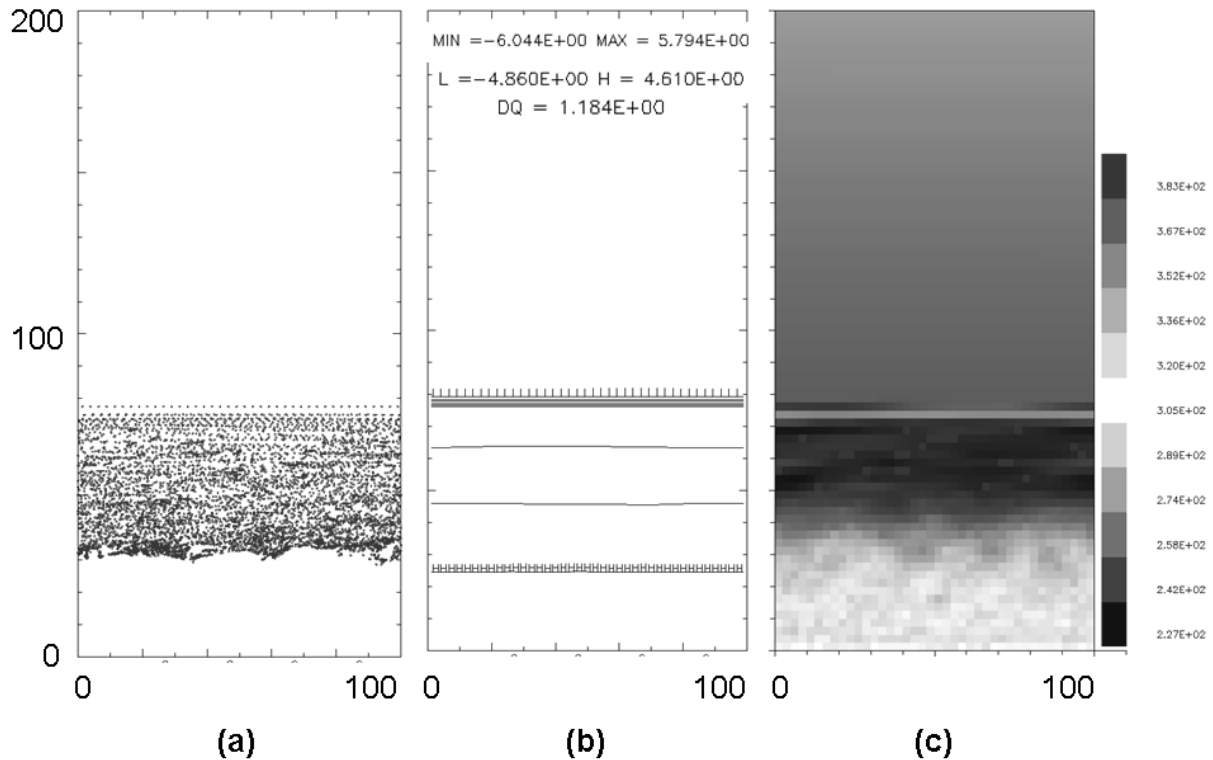 200
100
0
0 100
(a)
MIN =-6.044E+00 MAX = 5.794E+00
L =-4.860E+00 H = 4.610E+00
DQ = 1.184E+00
0 100
(b)
0 100
(c)
3.83E+02
3.67E+02
3.52E+02
3.36E+02
3.20E+02
3.05E+02
2.89E+02
2.74E+02
2.58E+02
2.42E+02
2.27E+02